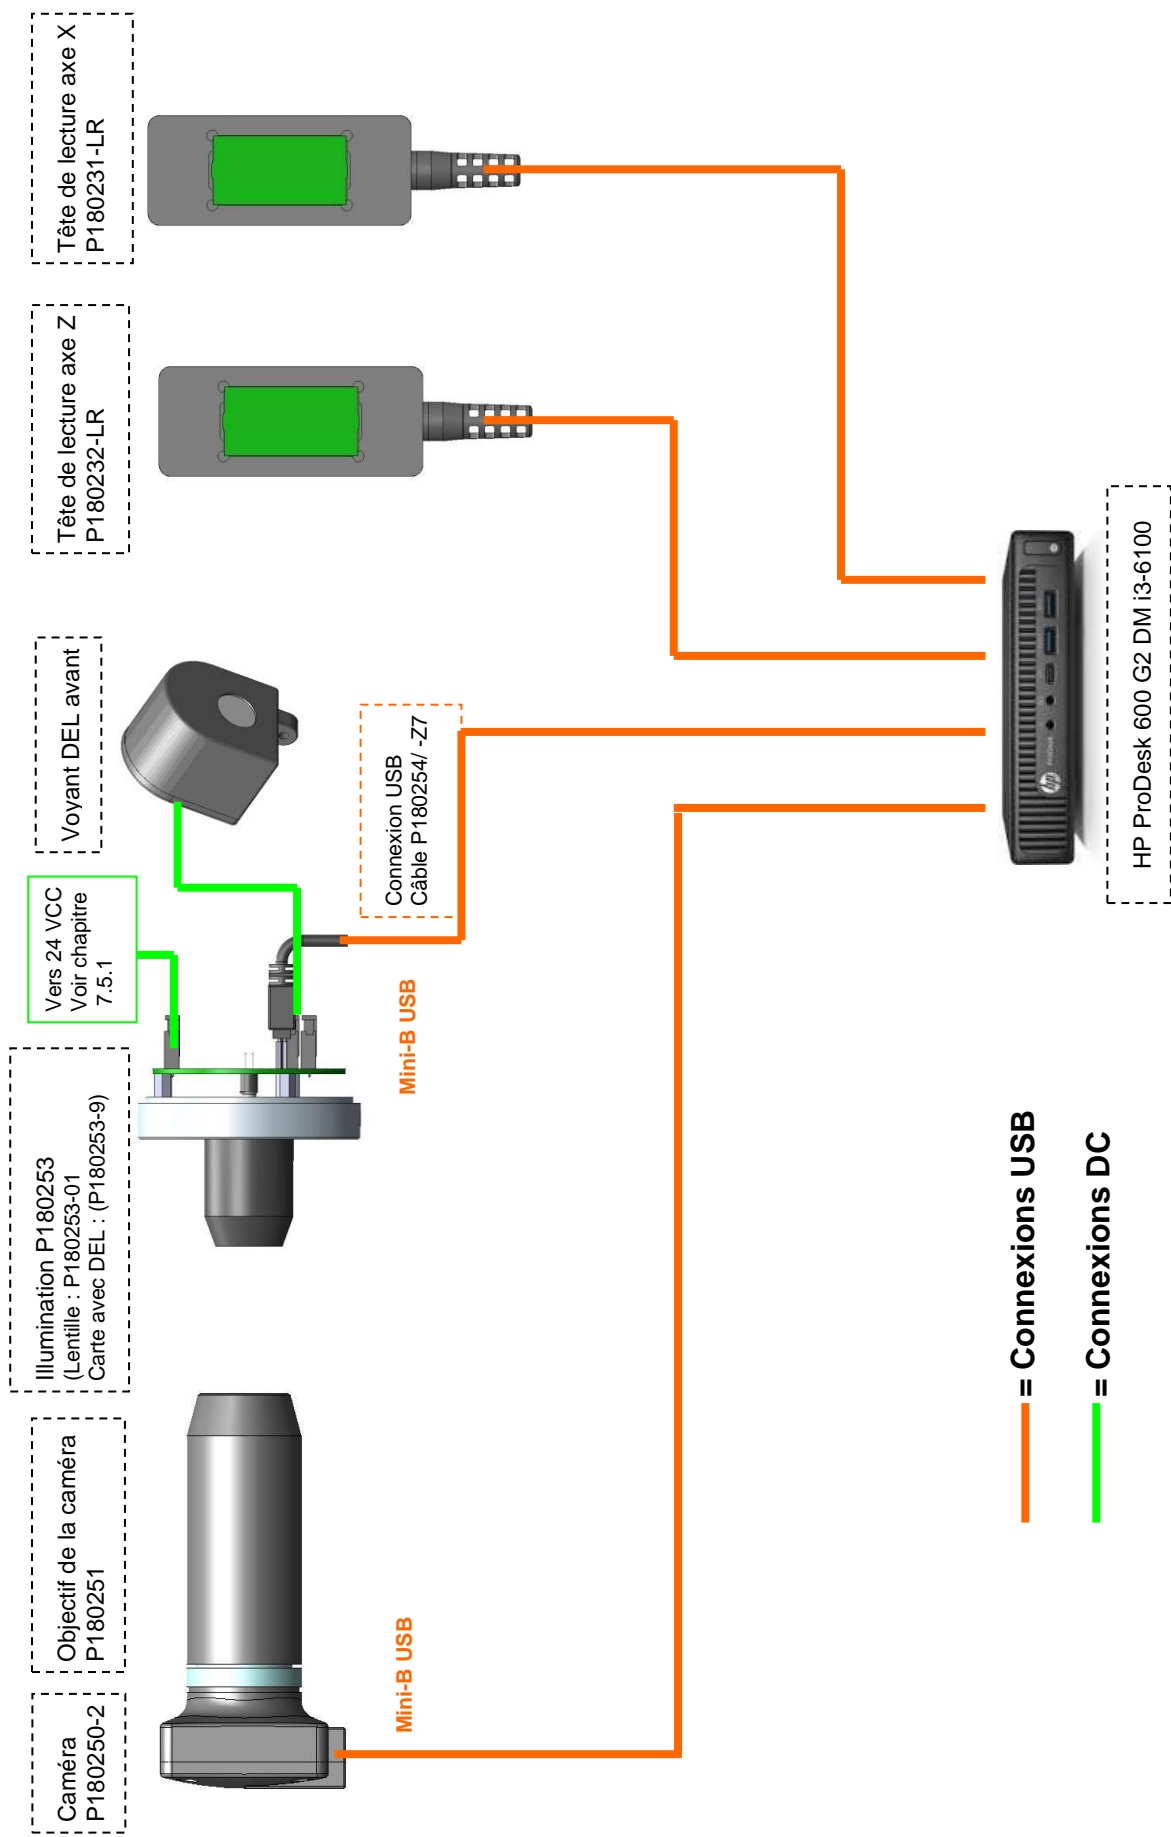 Caméra
P180250-2
Objectif de la caméra
P180251
Illumination P180253
(Lentille : P180253-01
Carte avec DEL : (P180253-9)
Vers 24 VCC
Voir chapitre
7.5.1
Voyant DEL avant
Tête de lecture axe Z
P180232-LR
Tête de lecture axe X
P180231-LR
Mini-B USB
Mini-B USB
Connexion USB
Câble P180254/ -Z7
= Connexions USB
= Connexions DC
hp
HP ProDesk 600 G2 DM i3-6100